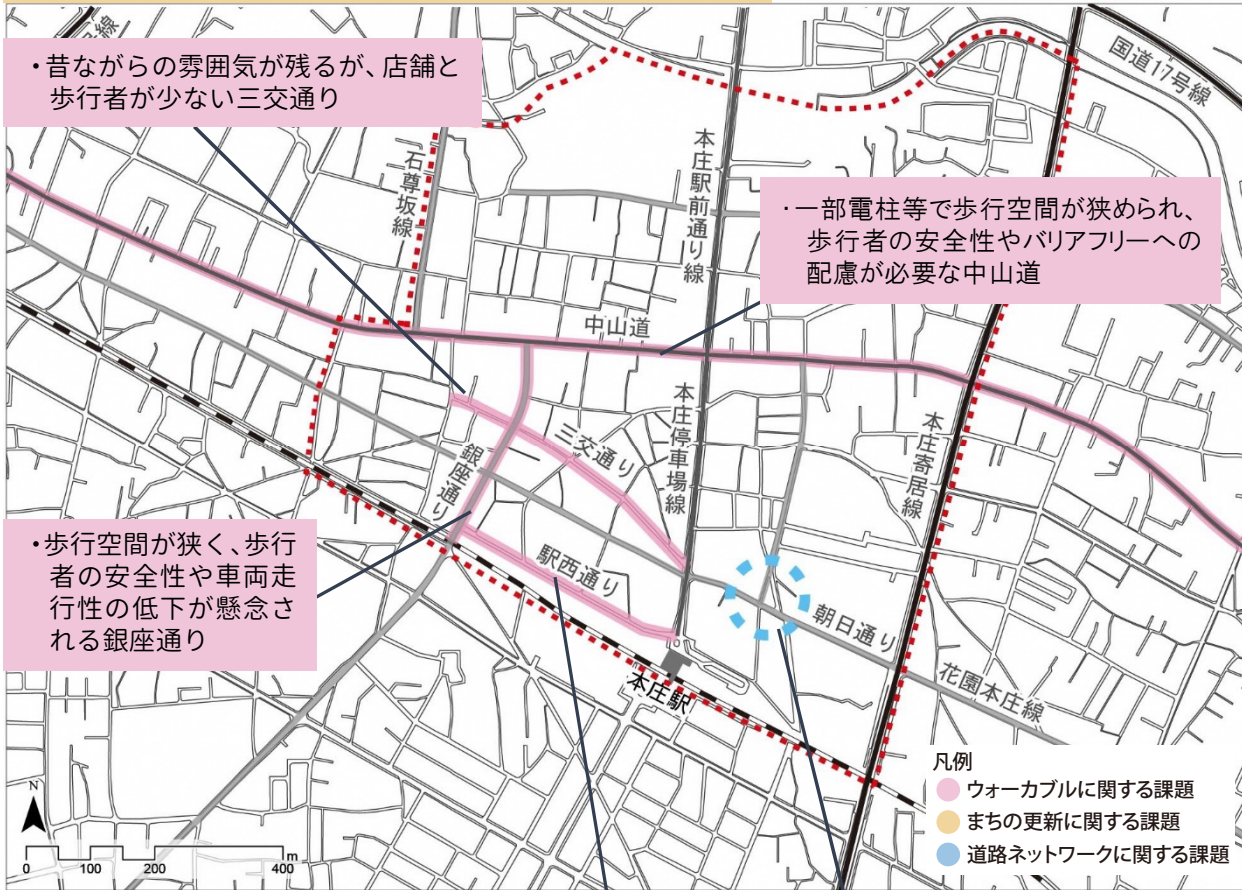 ・昔ながらの雰囲気が残るが、店舗と
歩行者が少ない三交通り
国道17号線
石尊坂線
本庄駅前通り線
・一部電柱等で歩行空間が狭められ、
歩行者の安全性やバリアフリーへの
配慮が必要な中山道
中山道
三交通り
本庄停車場線
銀座通り
本庄寄居線
・歩行空間が狭く、歩行
者の安全性や車両走
行性の低下が懸念さ
れる銀座通り
駅西通り
朝日通り
花園本庄線
本庄駅
凡例
ウォーカブルに関する課題
まちの更新に関する課題
道路ネットワークに関する課題
N
0 100 200 400 m